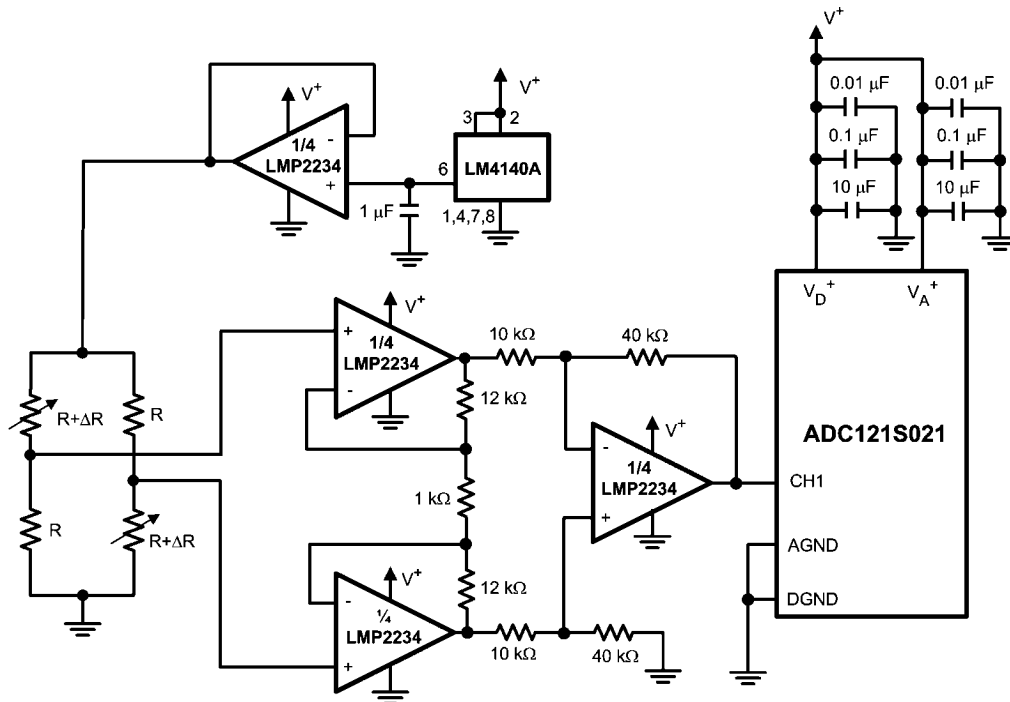 V+
0.01 µF
0.01 µF
0.1 µF
0.1 µF
10 µF
10 µF
V+
3
2
V+
1/4
LMP2234
-
+
6
LM4140A
1 µF
1,4,7,8
VD+
VA+
V+
+
1/4
LMP2234
-
10 kΩ
40 kΩ
12 kΩ
R+ΔR
R
V+
-
1/4
LMP2234
+
ADC121S021
CH1
1 kΩ
R
R+ΔR
AGND
V+
-
¼
LMP2234
+
12 kΩ
DGND
10 kΩ
40 kΩ